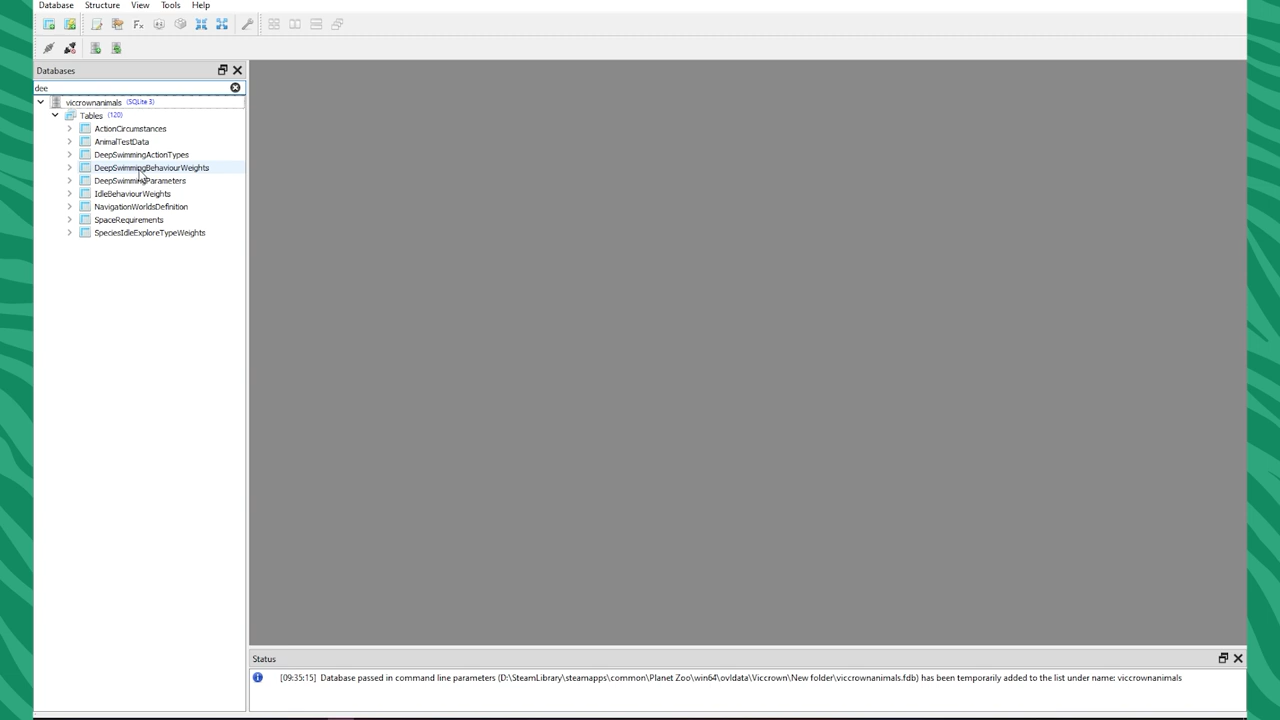 Database Structure View Tools Help
Databases
dee
viccrownanimals (SQLite 3)
Tables (120)
ActionCircumstances
AnimalTestData
DeepSwimmingActionTypes
DeepSwimmingBehaviourWeights
DeepSwimmingParameters
IdleBehaviourWeights
NavigationWorldsDefinition
SpaceRequirements
SpeciesIdleExploreTypeWeights
Status
[09:35:15] Database passed in command line parameters (D:\SteamLibrary\steamapps\common\Planet Zoo\win64\ovldata\Viccrown\New folder\viccrownanimals.fdb) has been temporarily added to the list under name: viccrownanimals